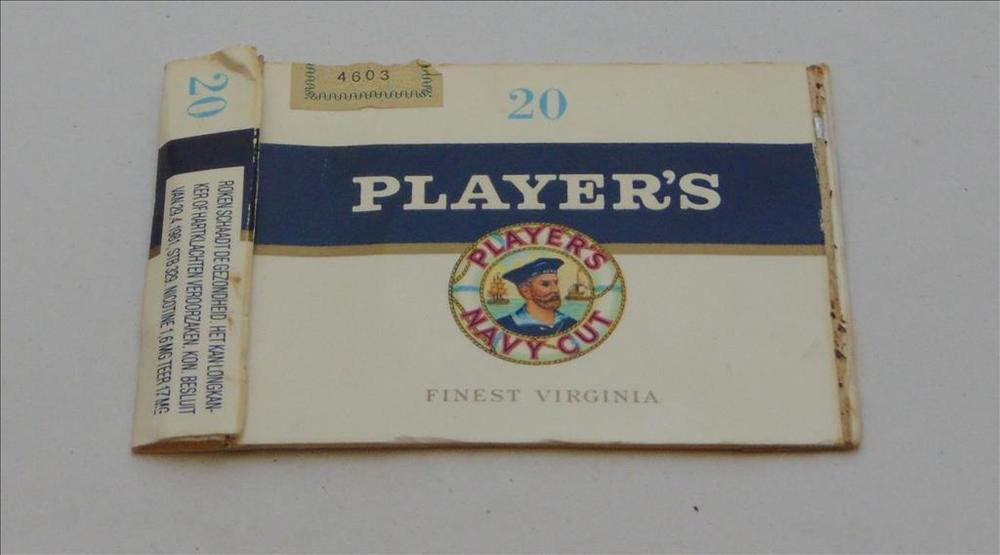 4603
20
PLAYER'S
PLAYER'S
NAVY CUT
FINEST VIRGINIA
20
ROKEN SCHAADT DE GEZONDHEID. HET KAN LONGKAN-
KER OF HARTKLACHTEN VEROORZAKEN. KON. BESLUIT
VAN 29.4.1981, STB 329. NICOTINE 1,6 MG TEER 17 MG